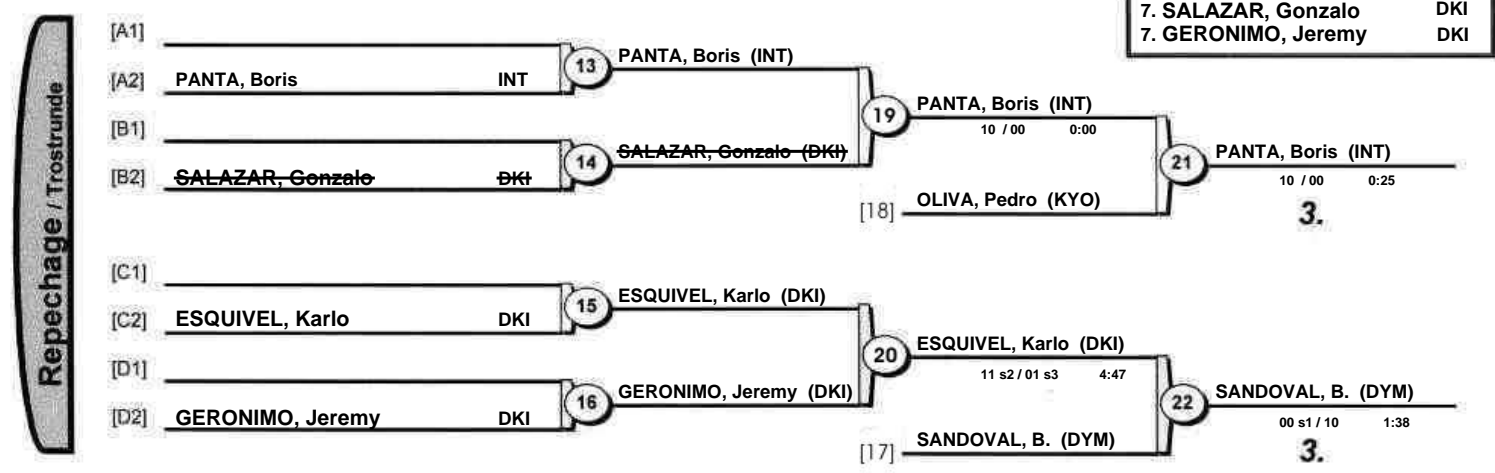 7. SALAZAR, Gonzalo DKI
7. GERONIMO, Jeremy DKI
Repechage / Trostrunde
[A1]
[A2] PANTA, Boris INT
13
PANTA, Boris (INT)
[B1]
[B2] SALAZAR, Gonzalo DKI
14
SALAZAR, Gonzalo (DKI)
19
PANTA, Boris (INT)
10 / 00 0:00
[18] OLIVA, Pedro (KYO)
21
PANTA, Boris (INT)
10 / 00 0:25
3.
[C1]
[C2] ESQUIVEL, Karlo DKI
15
ESQUIVEL, Karlo (DKI)
[D1]
[D2] GERONIMO, Jeremy DKI
16
GERONIMO, Jeremy (DKI)
20
ESQUIVEL, Karlo (DKI)
11 s2 / 01 s3 4:47
[17] SANDOVAL, B. (DYM)
22
SANDOVAL, B. (DYM)
00 s1 / 10 1:38
3.